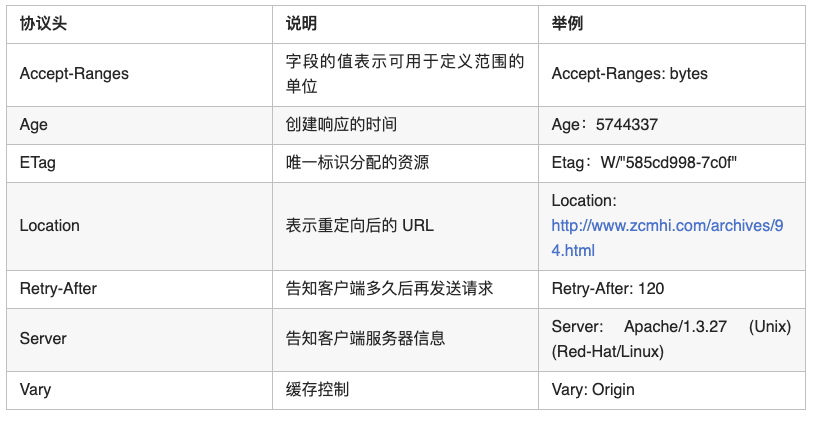 协议头 说明 举例
Accept-Ranges 字段的值表示可用于定义范围的 Accept-Ranges: bytes
单位
Age 创建响应的时间 Age：5744337
ETag 唯一标识分配的资源 Etag：W/"585cd998-7c0f"
Location 表示重定向后的 URL Location:
http://www.zcmhi.com/archives/9
4.html
Retry-After 告知客户端多久后再发送请求 Retry-After: 120
Server 告知客户端服务器信息 Server: Apache/1.3.27 (Unix)
(Red-Hat/Linux)
Vary 缓存控制 Vary: Origin